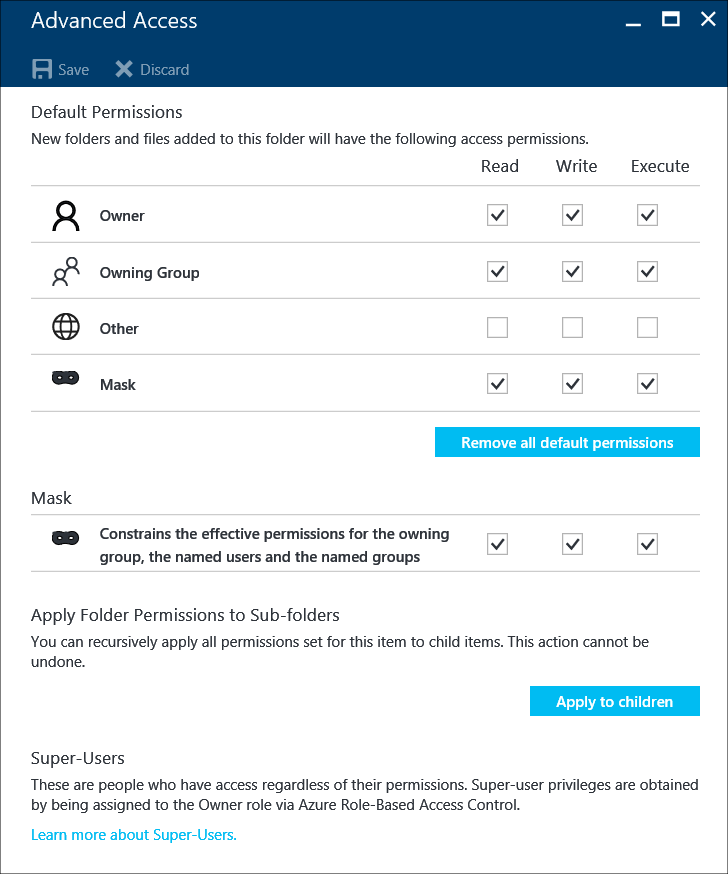 Advanced Access
Save Discard
Default Permissions
New folders and files added to this folder will have the following access permissions.
Read Write Execute
Owner
Owning Group
Other
Mask
Remove all default permissions
Mask
Constrains the effective permissions for the owning
group, the named users and the named groups
Apply Folder Permissions to Sub-folders
You can recursively apply all permissions set for this item to child items. This action cannot be
undone.
Apply to children
Super-Users
These are people who have access regardless of their permissions. Super-user privileges are obtained
by being assigned to the Owner role via Azure Role-Based Access Control.
Learn more about Super-Users.